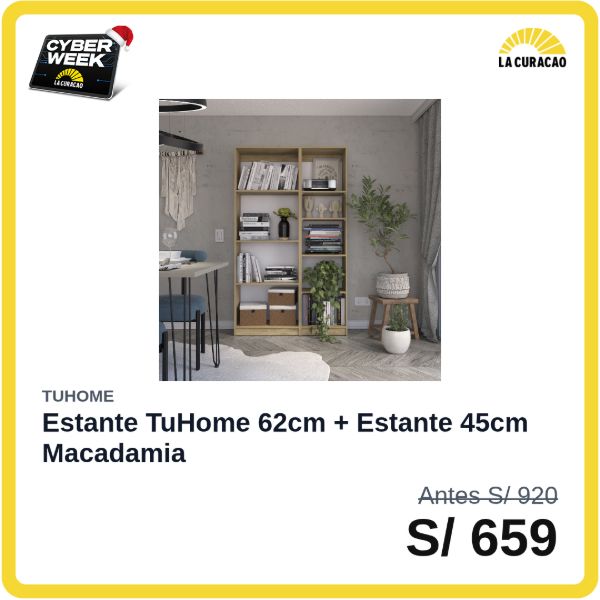 CYBER
WEEK
LA CURACAO
LA CURACAO
TUHOME
Estante TuHome 62cm + Estante 45cm
Macadamia
Antes S/ 920
S/ 659